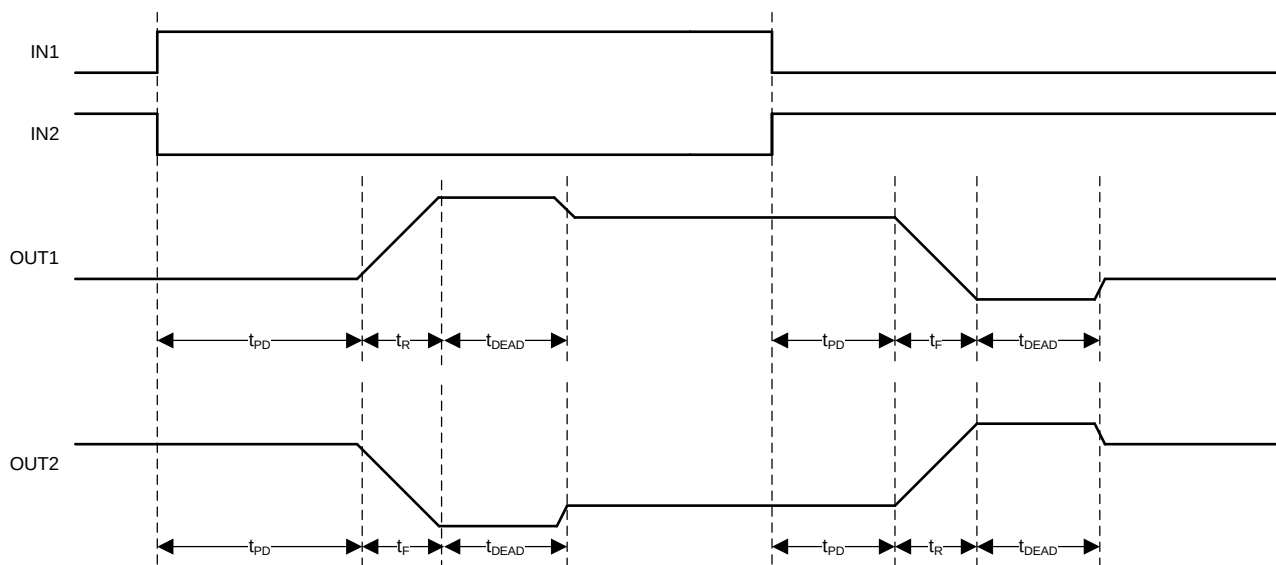 IN1
IN2
OUT1
tPD tR tDEAD tPD tF tDEAD
OUT2
tPD tF tDEAD tPD tR tDEAD